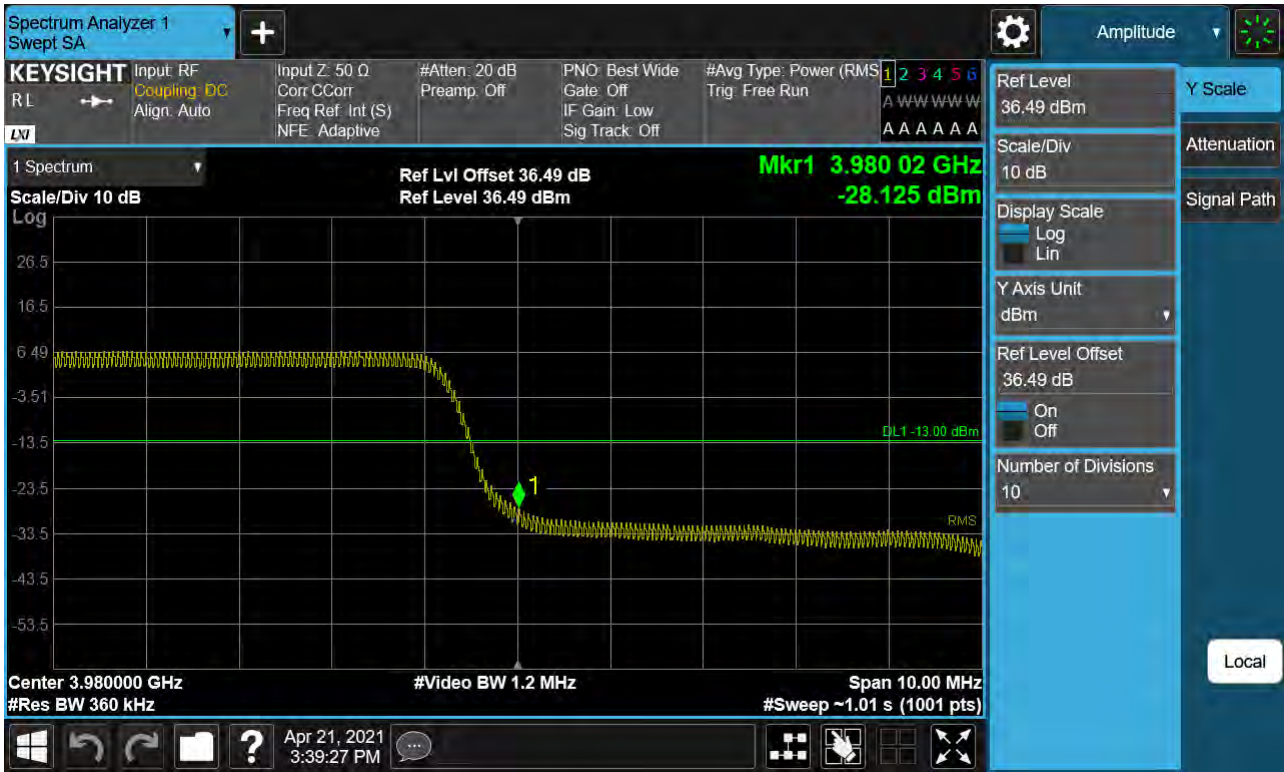 Spectrum Analyzer 1
Swept SA
+
Amplitude
KEYSIGHT
RL
LXI
Input: RF
Coupling: DC
Align: Auto
Input Z: 50 Ω
Corr CCorr
Freq Ref: Int (S)
NFE: Adaptive
#Atten: 20 dB
Preamp: Off
PNO: Best Wide
Gate: Off
IF Gain: Low
Sig Track: Off
#Avg Type: Power (RMS
Trig: Free Run
1 2 3 4 5 6
A W W W W W
A A A A A A
1 Spectrum
Scale/Div 10 dB
Ref Lvl Offset 36.49 dB
Ref Level 36.49 dBm
Mkr1 3.980 02 GHz
-28.125 dBm
Log
26.5
16.5
6.49
-3.51
-13.5
-23.5
-33.5
-43.5
-53.5
DL1 -13.00 dBm
1
RMS
Center 3.980000 GHz
#Res BW 360 kHz
#Video BW 1.2 MHz
Span 10.00 MHz
#Sweep ~1.01 s (1001 pts)
Ref Level
36.49 dBm
Scale/Div
10 dB
Display Scale
Log
Lin
Y Axis Unit
dBm
Ref Level Offset
36.49 dB
On
Off
Number of Divisions
10
Y Scale
Attenuation
Signal Path
Local
?
Apr 21, 2021
3:39:27 PM